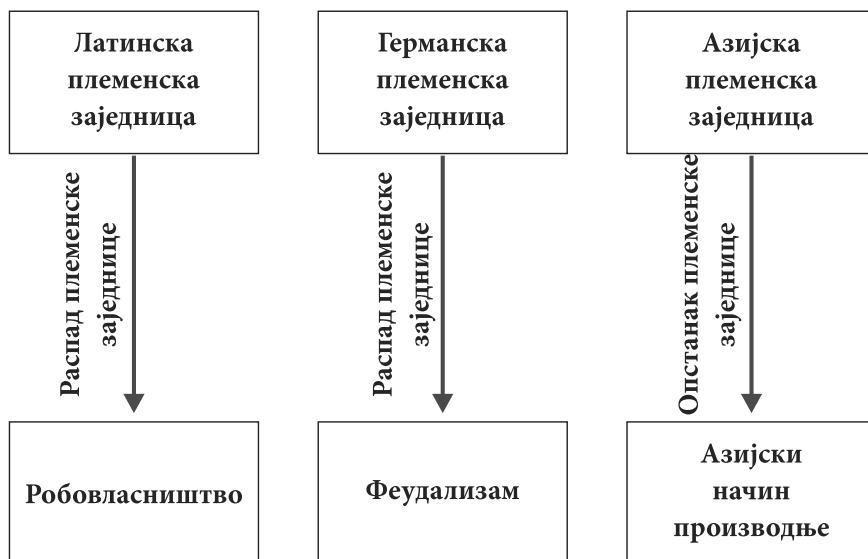 Латинска
племенска
заједница
Германска
племенска
заједница
Азијска
племенска
заједница
Распад племенске
заједнице
Распад племенске
заједнице
Опстанак племенске
заједнице
Робовласништво
Феудализам
Азијски
начин
производње